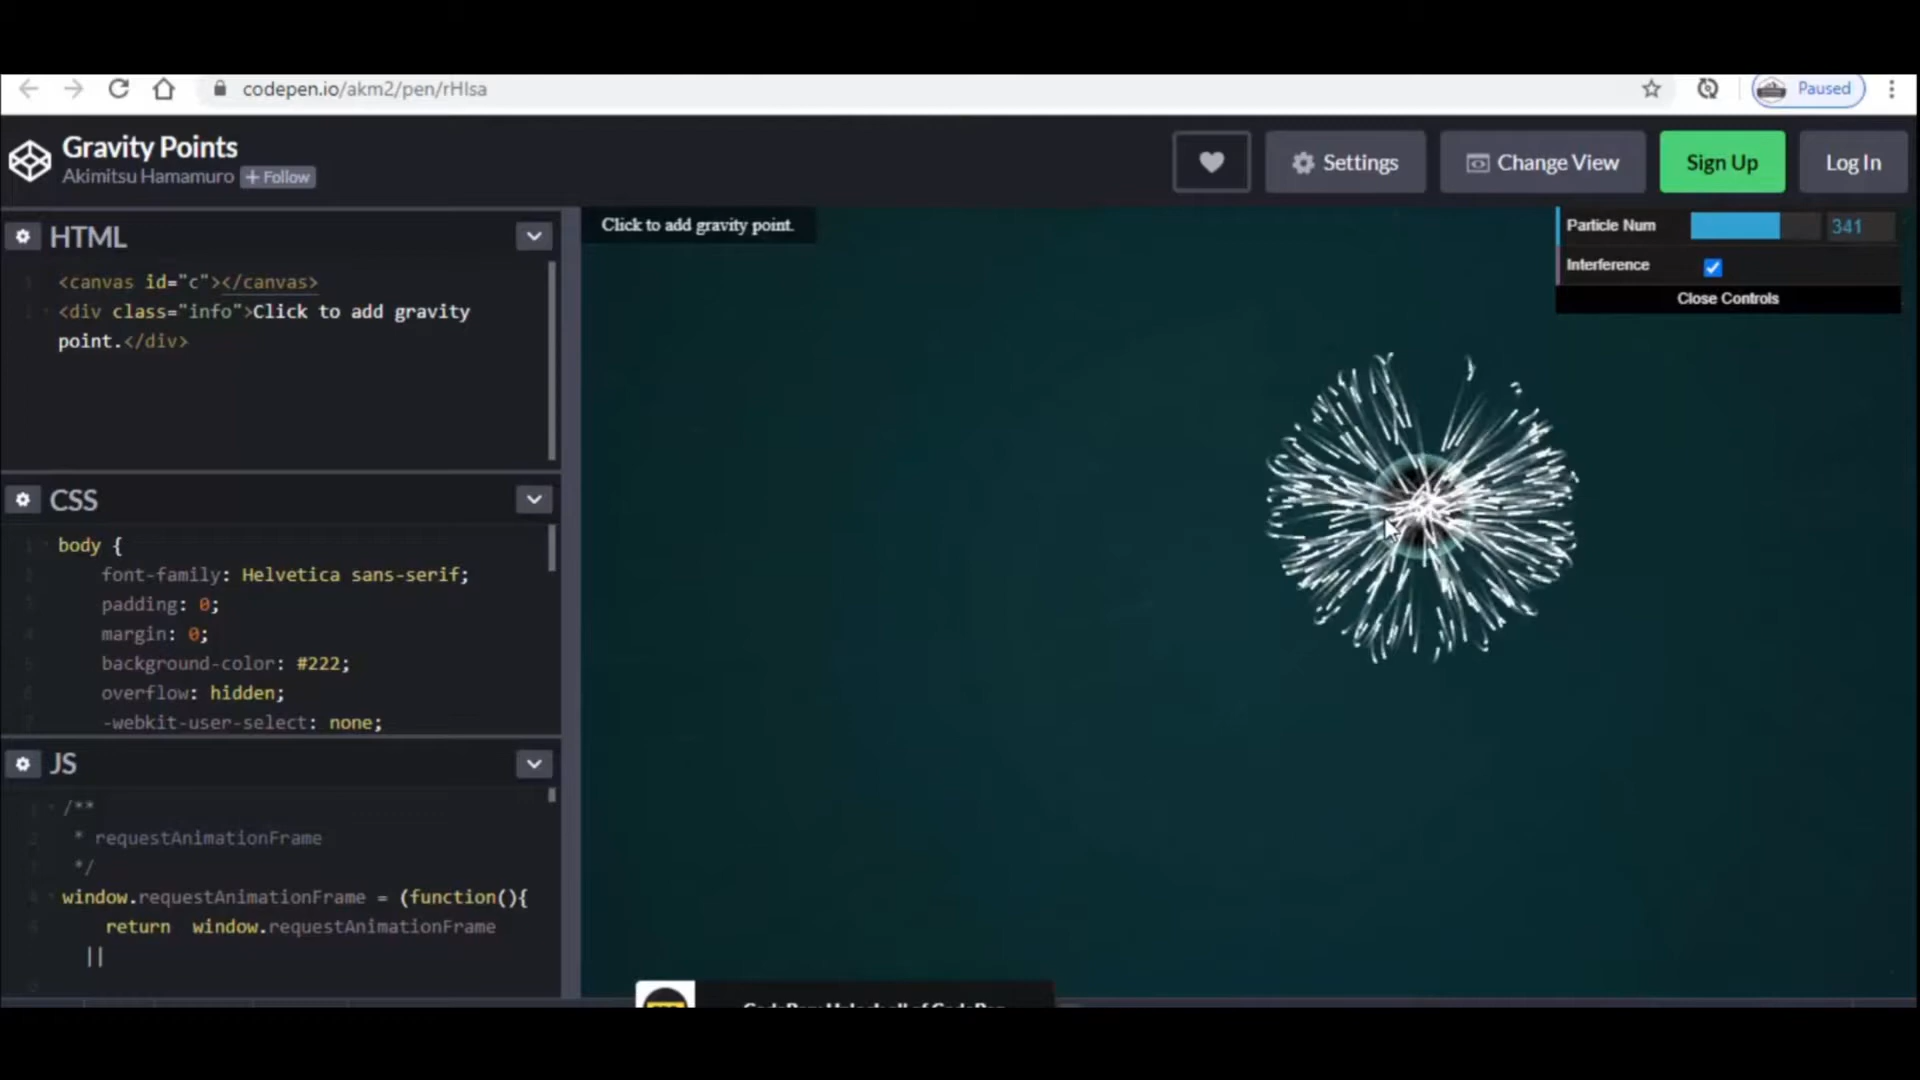 codepen.io/akm2/pen/rHlsa
Paused
Gravity Points
Akimitsu Hamamuro + Follow
Settings
Change View
Sign Up
Log In
HTML
<canvas id="c"></canvas>
<div class="info">Click to add gravity
point.</div>
CSS
body {
font-family: Helvetica sans-serif;
padding: 0;
margin: 0;
background-color: #222;
overflow: hidden;
-webkit-user-select: none;
JS
/**
* requestAnimationFrame
*/
window.requestAnimationFrame = (function(){
return window.requestAnimationFrame
||
Click to add gravity point.
Particle Num 341
Interference
Close Controls